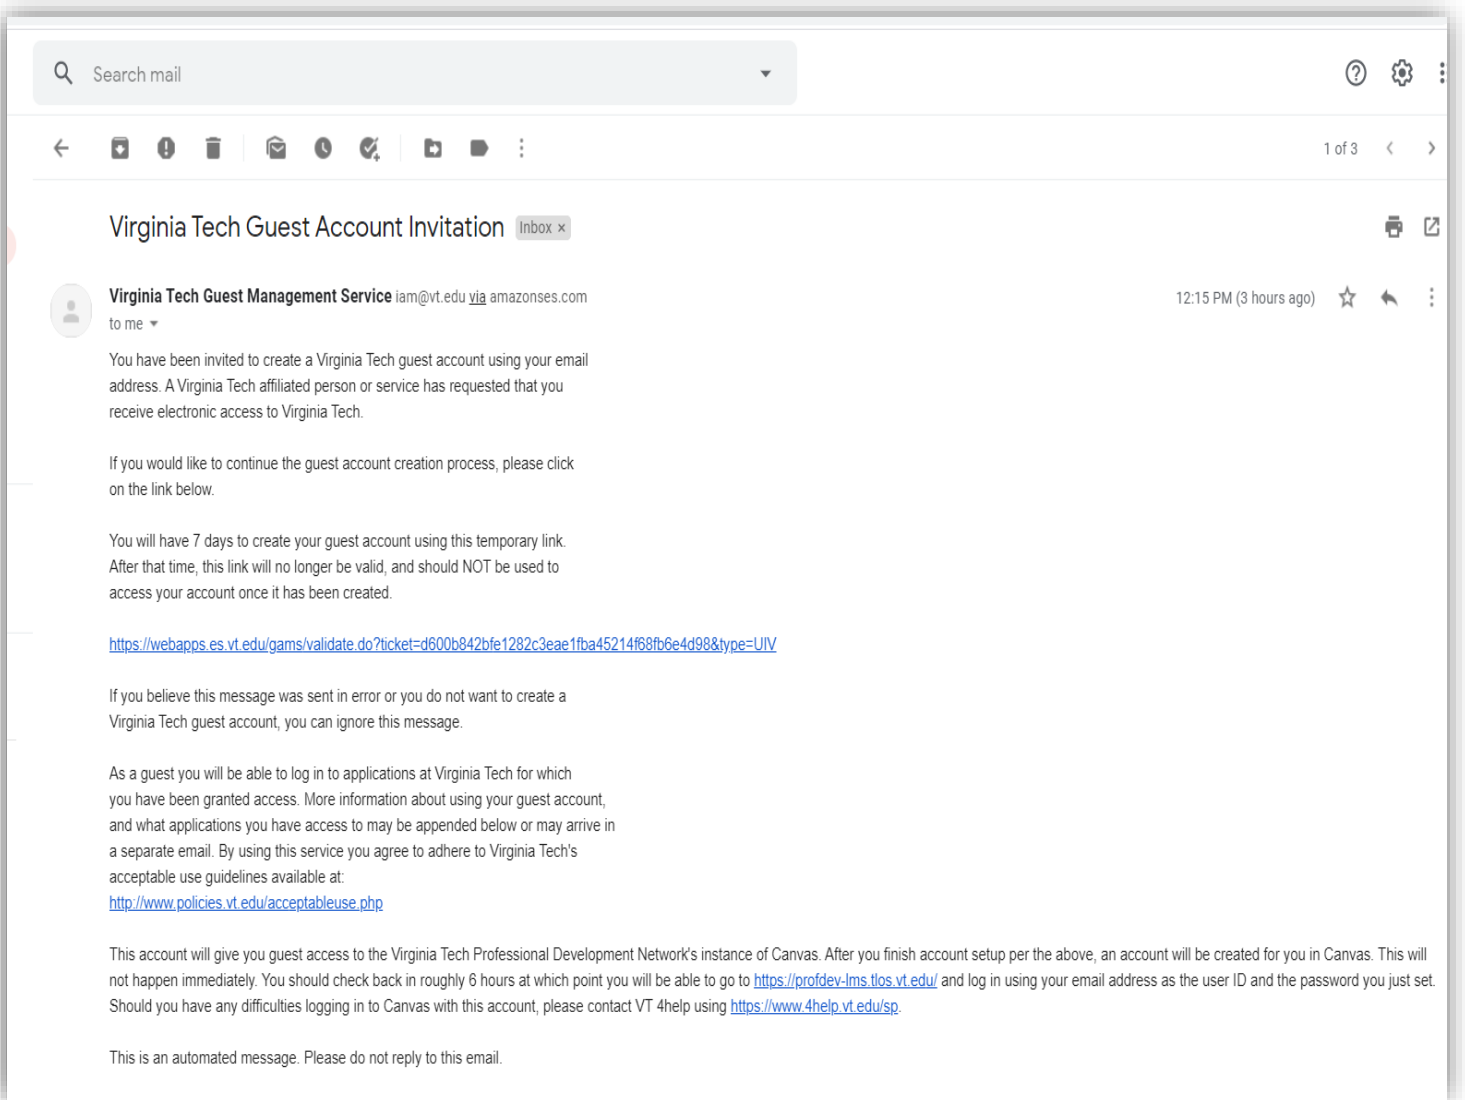 Search mail
1 of 3
Virginia Tech Guest Account Invitation Inbox ×
Virginia Tech Guest Management Service iam@vt.edu via amazonses.com
12:15 PM (3 hours ago)
to me
You have been invited to create a Virginia Tech guest account using your email
address. A Virginia Tech affiliated person or service has requested that you
receive electronic access to Virginia Tech.
If you would like to continue the guest account creation process, please click
on the link below.
You will have 7 days to create your guest account using this temporary link.
After that time, this link will no longer be valid, and should NOT be used to
access your account once it has been created.
https://webapps.es.vt.edu/gams/validate.do?ticket=d600b842bfe1282c3eae1fba45214f68fb6e4d98&type=UIV
If you believe this message was sent in error or you do not want to create a
Virginia Tech guest account, you can ignore this message.
As a guest you will be able to log in to applications at Virginia Tech for which
you have been granted access. More information about using your guest account,
and what applications you have access to may be appended below or may arrive in
a separate email. By using this service you agree to adhere to Virginia Tech's
acceptable use guidelines available at:
http://www.policies.vt.edu/acceptableuse.php
This account will give you guest access to the Virginia Tech Professional Development Network's instance of Canvas. After you finish account setup per the above, an account will be created for you in Canvas. This will
not happen immediately. You should check back in roughly 6 hours at which point you will be able to go to https://profdev-lms.tlos.vt.edu/ and log in using your email address as the user ID and the password you just set.
Should you have any difficulties logging in to Canvas with this account, please contact VT 4help using https://www.4help.vt.edu/sp.
This is an automated message. Please do not reply to this email.